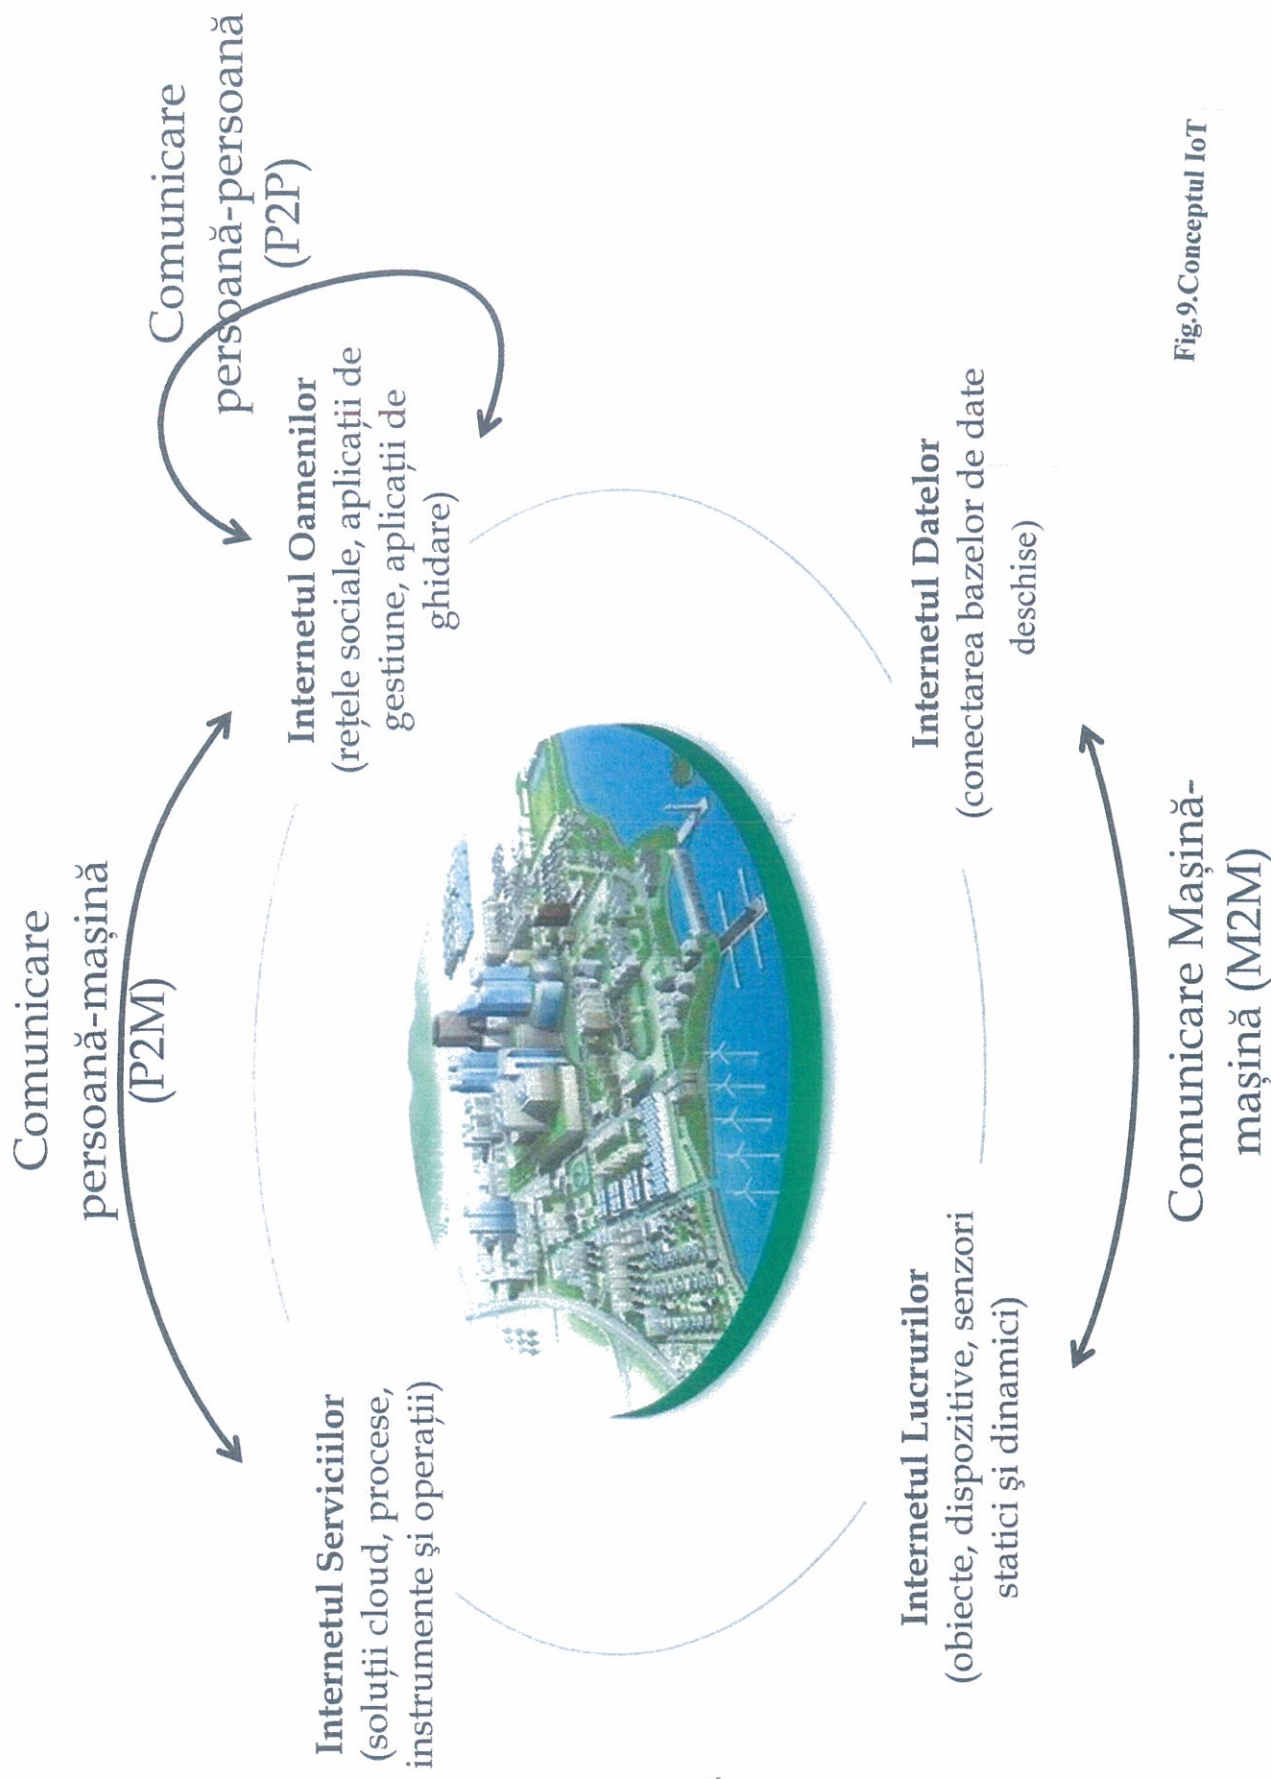 Comunicare
persoană-mașină
(P2M)
Comunicare
persoană-persoană
(P2P)
Internetul Serviciilor
(soluții cloud, procese,
instrumente şi operații)
Internetul Oamenilor
(rețele sociale, aplicații de
gestiune, aplicații de
ghidare)
Internetul Lucrurilor
(obiecte, dispozitive, senzori
statici şi dinamici)
Internetul Datelor
(conectarea bazelor de date
deschise)
Comunicare Mașină-
mașină (M2M)
Fig.9.Conceptul IoT